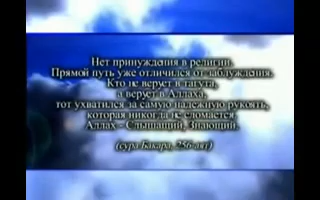 Нет принуждения в религии.
Прямой путь уже отличился от заблуждения.
Кто не верует в тагута,
а верует в Аллаха,
тот ухватился за самую надежную рукоять,
которая никогда не сломается.
Аллах - Слышащий, Знающий.
(сура Бакара, 256-аят)